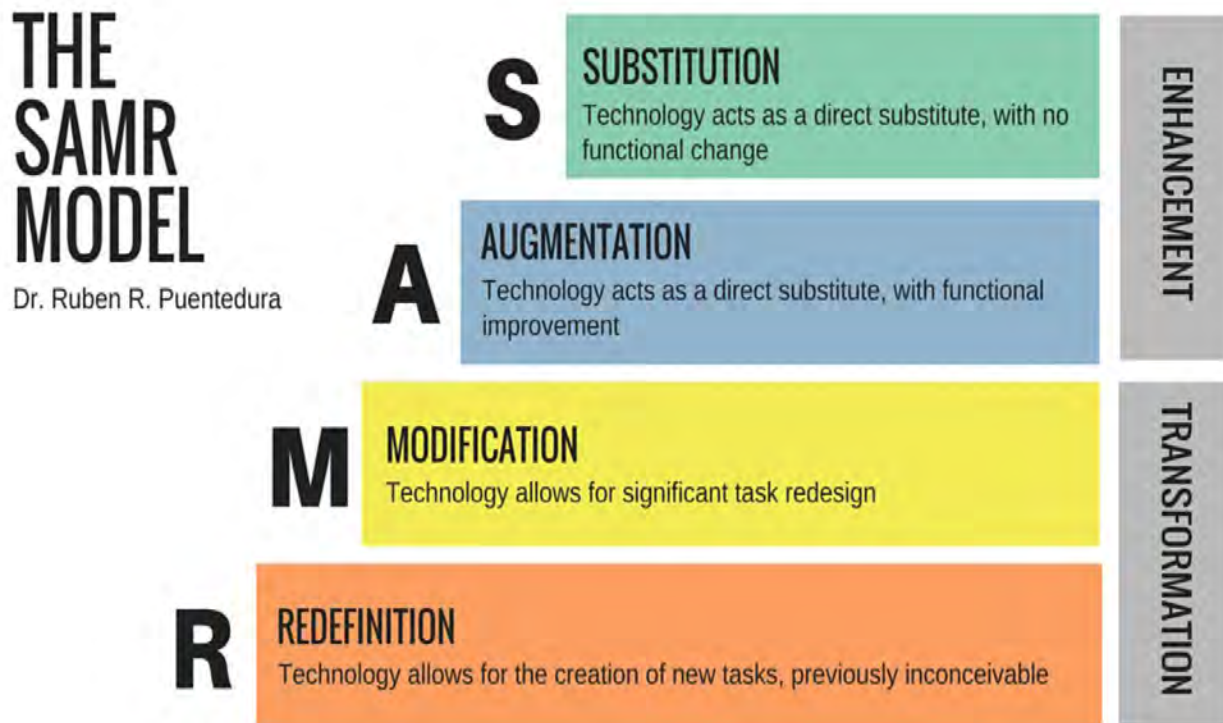 THE
SAMR
MODEL
Dr. Ruben R. Puentedura
S
SUBSTITUTION
Technology acts as a direct substitute, with no
functional change
A
AUGMENTATION
Technology acts as a direct substitute, with functional
improvement
ENHANCEMENT
M
MODIFICATION
Technology allows for significant task redesign
R
REDEFINITION
Technology allows for the creation of new tasks, previously inconceivable
TRANSFORMATION